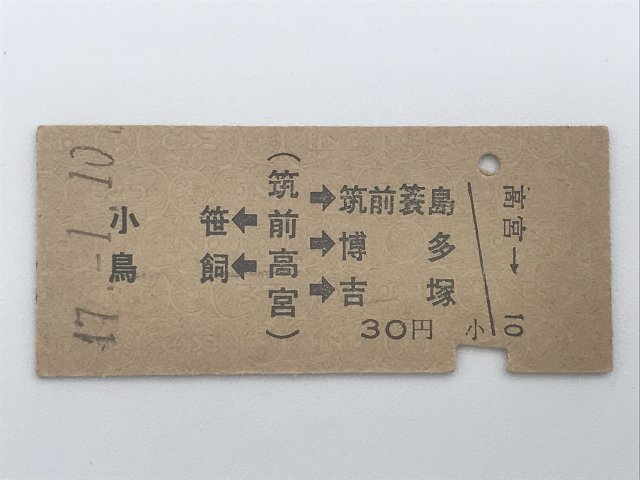 47.-1.10
小鳥
笹飼
(筑前高宮)
➡筑前簑島
⬅
➡博多
⬅
➡吉塚
30円 小
高宮→
10